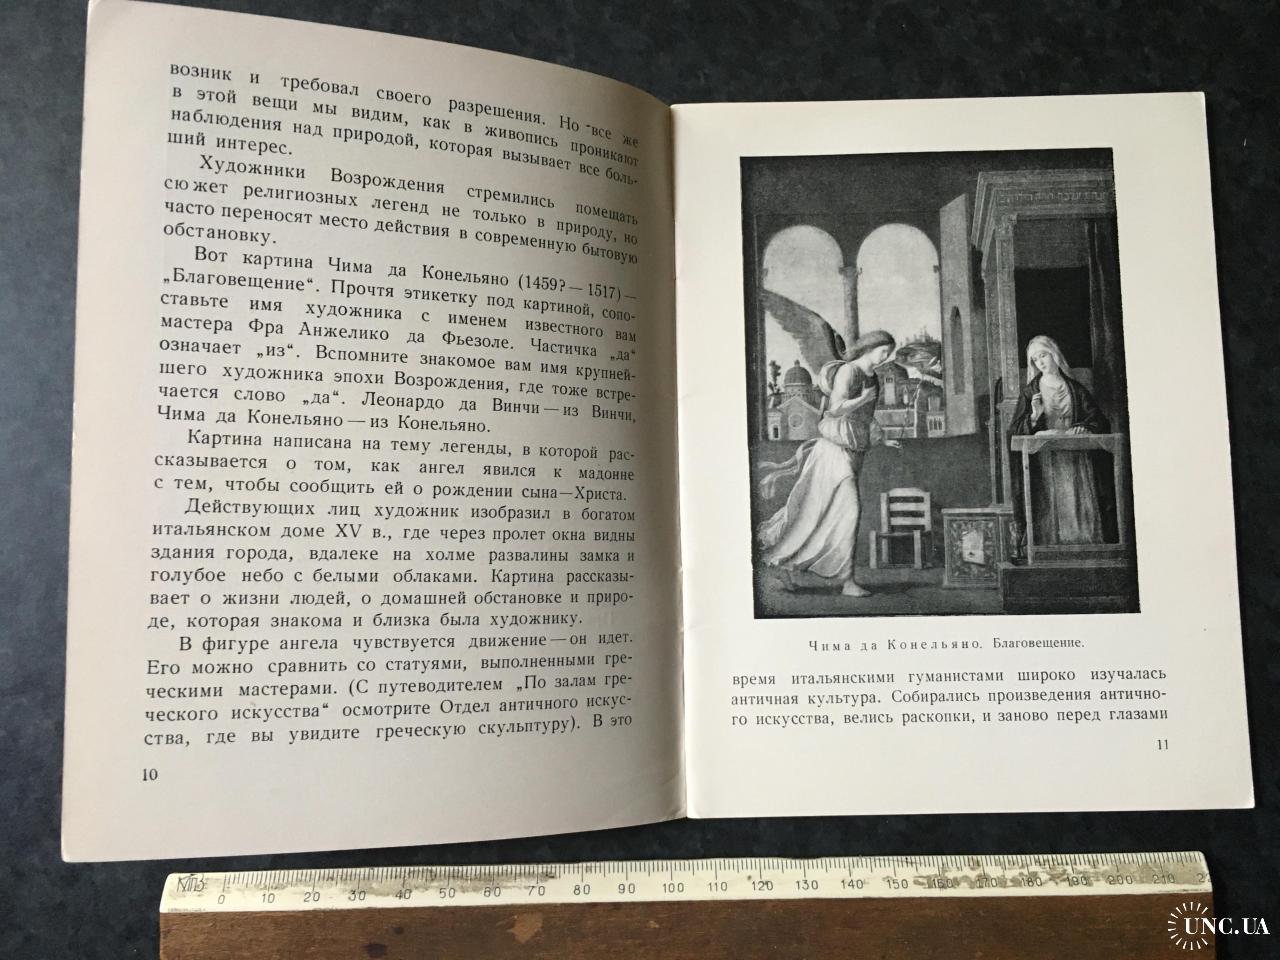 возник и требовал своего разрешения. Но все же
в этой вещи мы видим, как в живопись проникают
наблюдения над природой, которая вызывает все боль-
ший интерес.
Художники Возрождения стремились помещать
сюжет религиозных легенд не только в природу, но
часто переносят место действия в современную бытовую
обстановку.
Вот картина Чима да Конельяно (1459?—1517)—
„Благовещение“. Прочтя этикетку под картиной, сопо-
ставьте имя художника с именем известного вам
мастера Фра Анжелико да Фьезоле. Частичка „да“
означает „из“. Вспомните знакомое вам имя крупней-
шего художника эпохи Возрождения, где тоже встре-
чается слово „да“. Леонардо да Винчи—из Винчи,
Чима да Конельяно—из Конельяно.
Картина написана на тему легенды, в которой рас-
сказывается о том, как ангел явился к мадонне
с тем, чтобы сообщить ей о рождении сына—Христа.
Действующих лиц художник изобразил в богатом
итальянском доме XV в., где через пролет окна видны
здания города, вдалеке на холме развалины замка и
голубое небо с белыми облаками. Картина рассказы-
вает о жизни людей, о домашней обстановке и приро-
де, которая знакома и близка была художнику.
В фигуре ангела чувствуется движение—он идет.
Его можно сравнить со статуями, выполненными гре-
ческими мастерами. (С путеводителем „По залам гре-
ческого искусства“ осмотрите Отдел античного искус-
ства, где вы увидите греческую скульптуру). В это
10
Чима да Конельяно. Благовещение.
время итальянскими гуманистами широко изучалась
античная культура. Собирались произведения антично-
го искусства, велись раскопки, и заново перед глазами
11
0 10 20 30 40 50 60 70 80 90 100 110 120 130 140 150 160 170 180 190 200 210
UNC.UA